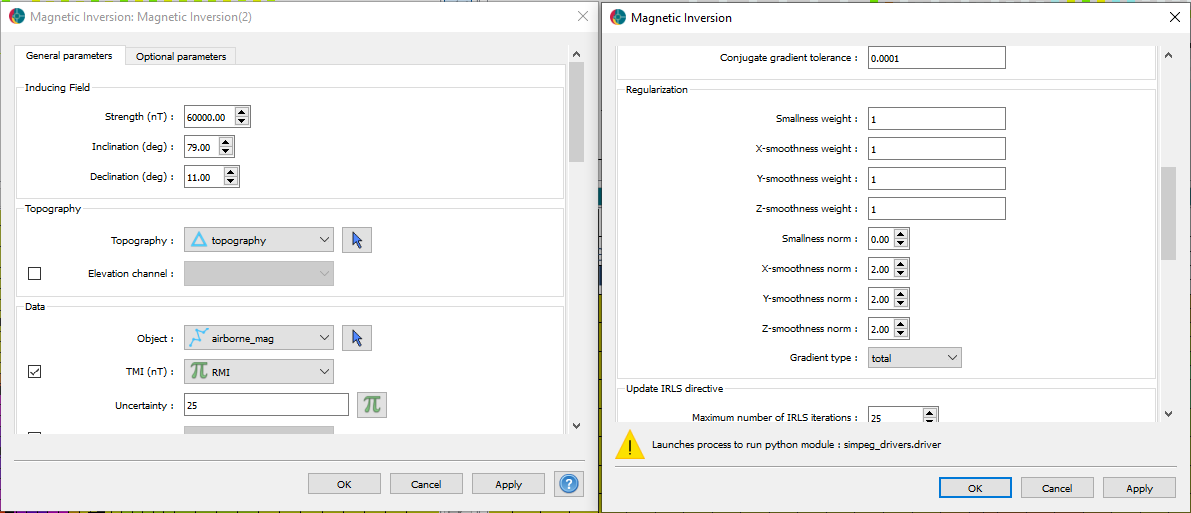 Magnetic Inversion: Magnetic Inversion(2)
General parameters
Optional parameters
Inducing Field
Strength (nT) : 60000.00
Inclination (deg) : 79.00
Declination (deg) : 11.00
Topography
Topography : topography
Elevation channel :
Data
Object : airborne_mag
TMI (nT) : π RMI
Uncertainty : 25 π
OK
Cancel
Apply
?
Magnetic Inversion
Conjugate gradient tolerance : 0.0001
Regularization
Smallness weight : 1
X-smoothness weight : 1
Y-smoothness weight : 1
Z-smoothness weight : 1
Smallness norm : 0.00
X-smoothness norm : 2.00
Y-smoothness norm : 2.00
Z-smoothness norm : 2.00
Gradient type : total
Update IRLS directive
Maximum number of IRLS iterations : 25
! Launches process to run python module : simpeg_drivers.driver
OK
Cancel
Apply